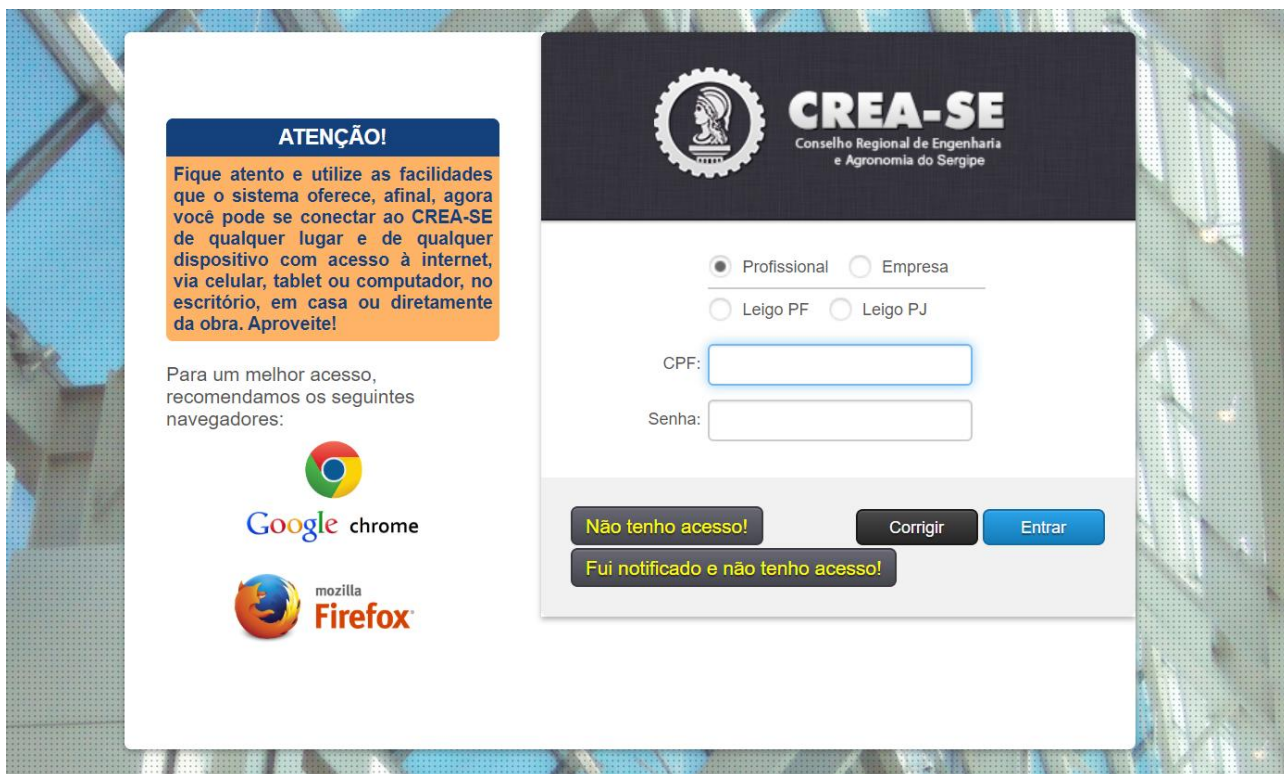 ATENÇÃO!
Fique atento e utilize as facilidades
que o sistema oferece, afinal, agora
você pode se conectar ao CREA-SE
de qualquer lugar e de qualquer
dispositivo com acesso à internet,
via celular, tablet ou computador, no
escritório, em casa ou diretamente
da obra. Aproveite!
Para um melhor acesso,
recomendamos os seguintes
navegadores:
Google chrome
mozilla
Firefox
CREA-SE
Conselho Regional de Engenharia
e Agronomia do Sergipe
Profissional Empresa
Leigo PF Leigo PJ
CPF:
Senha:
Não tenho acesso! Corrigir Entrar
Fui notificado e não tenho acesso!